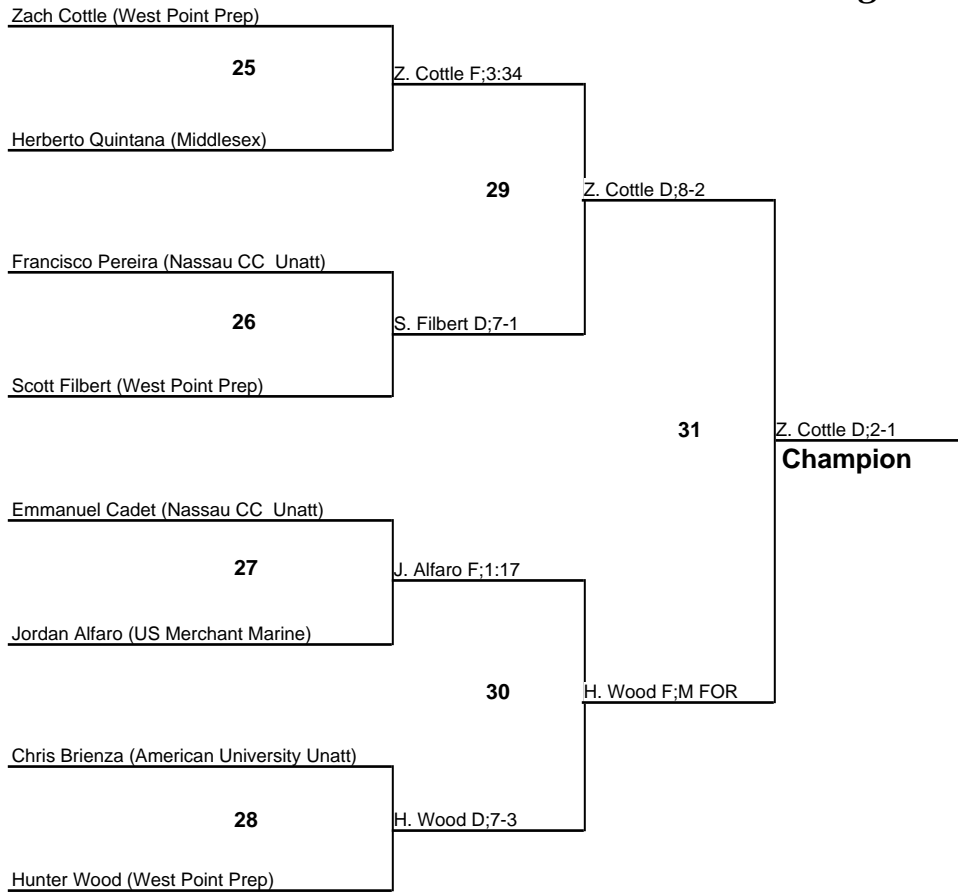 Zach Cottle (West Point Prep)
25
Z. Cottle F;3:34
Herberto Quintana (Middlesex)
29
Z. Cottle D;8-2
Francisco Pereira (Nassau CC  Unatt)
26
S. Filbert D;7-1
Scott Filbert (West Point Prep)
31
Z. Cottle D;2-1
Champion
Emmanuel Cadet (Nassau CC  Unatt)
27
J. Alfaro F;1:17
Jordan Alfaro (US Merchant Marine)
30
H. Wood F;M FOR
Chris Brienza (American University Unatt)
28
H. Wood D;7-3
Hunter Wood (West Point Prep)